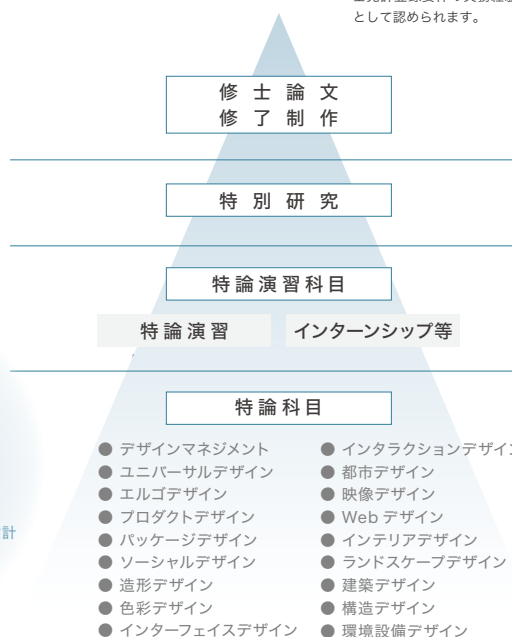 として認められます。
修士論文
修了制作
特別研究
特論演習科目
特論演習
インターンシップ等
特論科目
● デザインマネジメント
● ユニバーサルデザイン
● エルゴデザイン
● プロダクトデザイン
● パッケージデザイン
● ソーシャルデザイン
● 造形デザイン
● 色彩デザイン
● インターフェイスデザイン
● インタラクションデザイン
● 都市デザイン
● 映像デザイン
● Web デザイン
● インテリアデザイン
● ランドスケープデザイン
● 建築デザイン
● 構造デザイン
● 環境設備デザイン
計